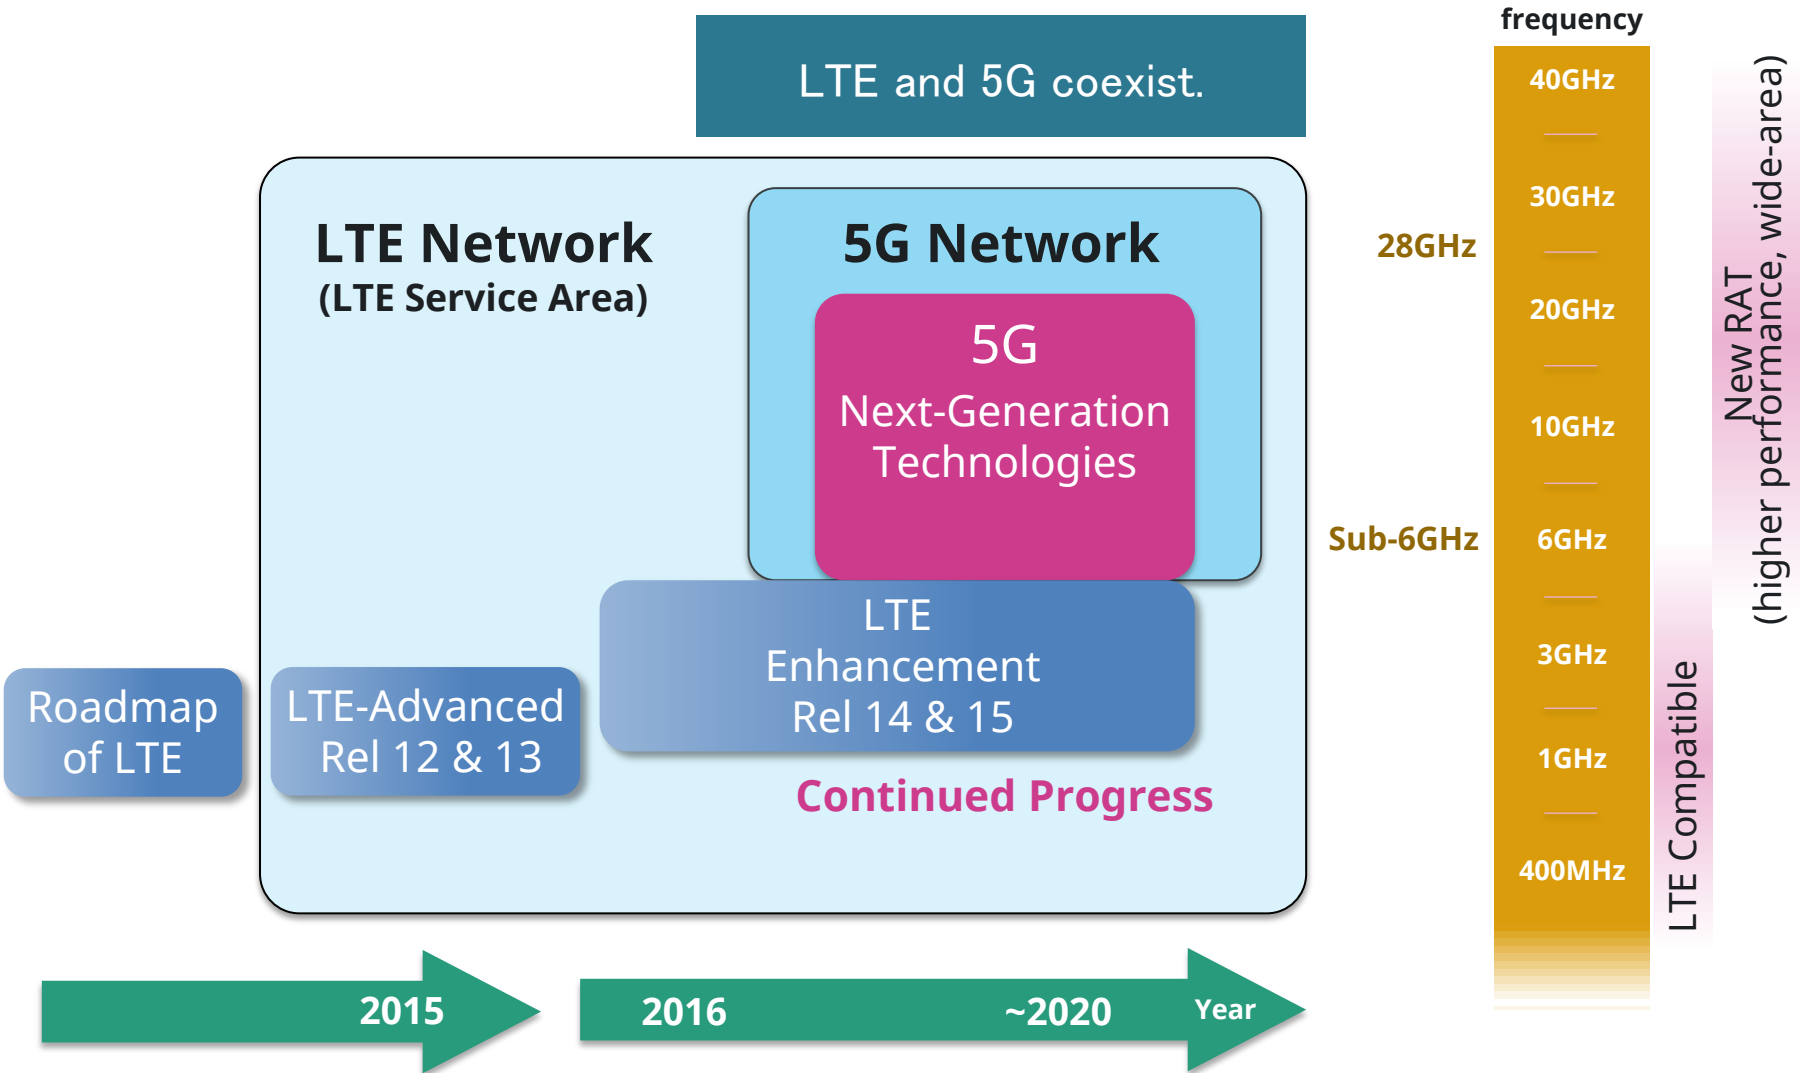 LTE and 5G coexist.
LTE Network
(LTE Service Area)
5G Network
5G
Next-Generation
Technologies
LTE
Enhancement
Rel 14 & 15
Roadmap
of LTE
LTE-Advanced
Rel 12 & 13
Continued Progress
2015
2016
~2020
Year
frequency
40GHz
30GHz
28GHz
20GHz
10GHz
Sub-6GHz
6GHz
3GHz
1GHz
400MHz
New RAT
(higher performance, wide-area)
LTE Compatible